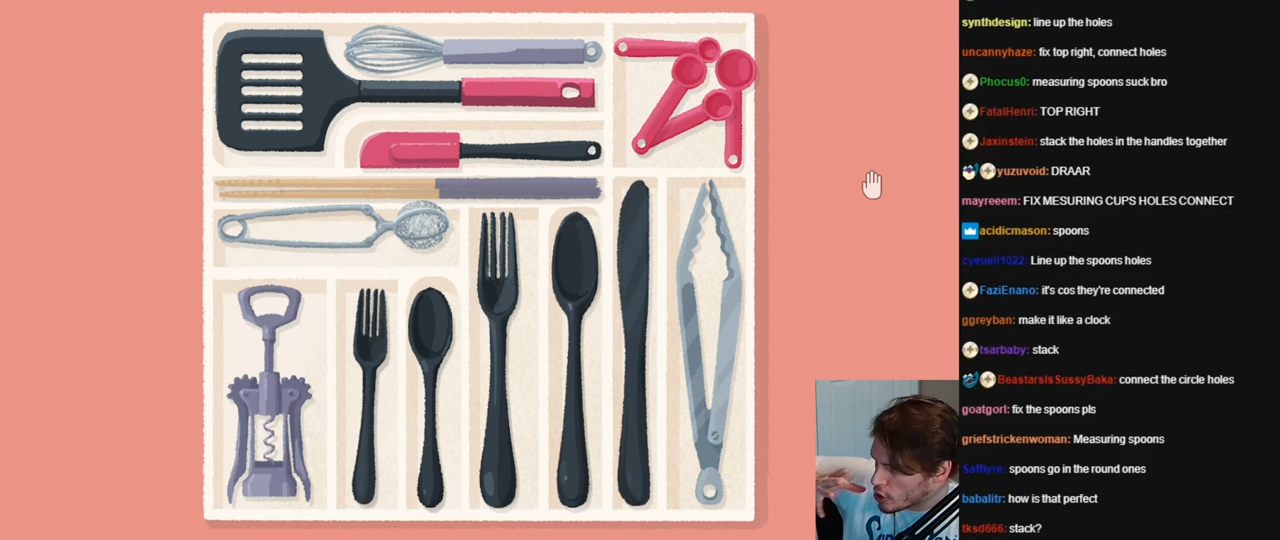 synthdesign: line up the holes
uncannyhaze: fix top right, connect holes
Phocus0: measuring spoons suck bro
FatalHenri: TOP RIGHT
Jaxinstein: stack the holes in the handles together
yuzuvoid: DRAAR
mayreeem: FIX MESURING CUPS HOLES CONNECT
acidicmason: spoons
cyeueli1022: Line up the spoons holes
FaziEnano: it's cos they're connected
ggreyban: make it like a clock
tsarbaby: stack
BeastarsIsSussyBaka: connect the circle holes
goatgorl: fix the spoons pls
griefstrickenwoman: Measuring spoons
Saffiyre: spoons go in the round ones
babalitr: how is that perfect
tksd666: stack?